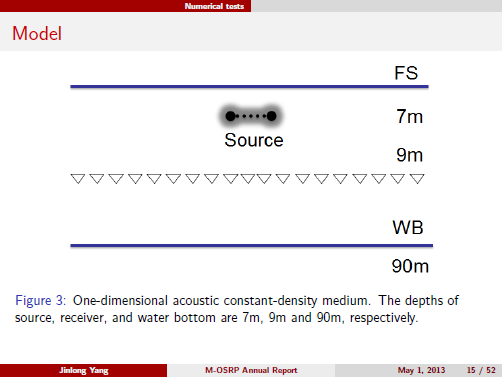 Numerical tests
Model
FS
7m
Source
9m
WB
90m
Figure 3: One-dimensional acoustic constant-density medium. The depths of
source, receiver, and water bottom are 7m, 9m and 90m, respectively.
Jinlong Yang M-OSRP Annual Report May 1, 2013 15 / 52